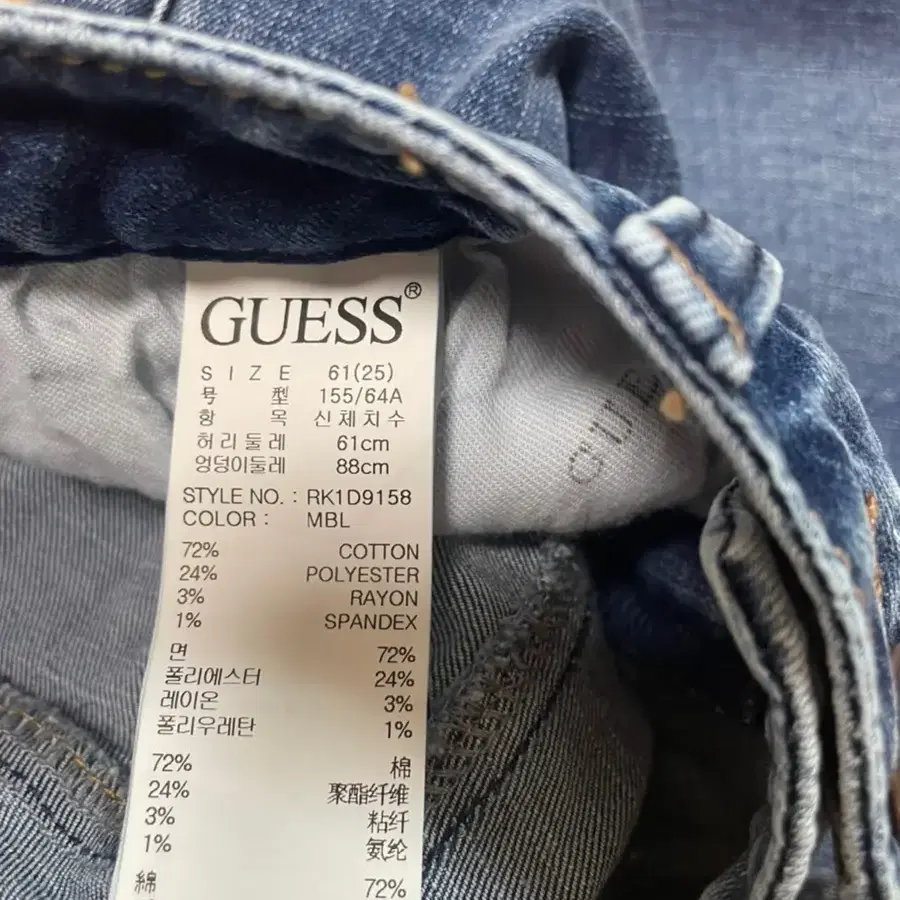 GUESS®
SIZE 61(25)
号型 155/64A
항목 신체치수
허리둘레 61cm
엉덩이둘레 88cm
STYLE NO. : RK1D9158
COLOR : MBL
72% COTTON
24% POLYESTER
3% RAYON
1% SPANDEX
면 72%
폴리에스터 24%
레이온 3%
폴리우레탄 1%
72% 棉
24% 聚酯纤维
3% 粘纤
1% 氨纶
綿 72%
GUE